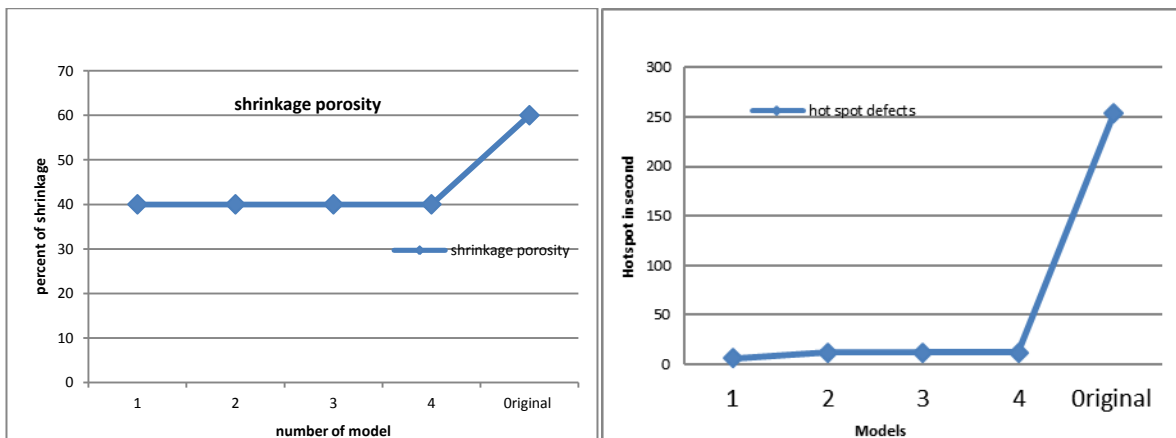 70
60
50
40
30
20
10
0
percent of shrinkage
shrinkage porosity
shrinkage porosity
1 2 3 4 0riginal
number of model
300
250
200
150
100
50
0
Hotspot in second
hot spot defects
1 2 3 4 0riginal
Models